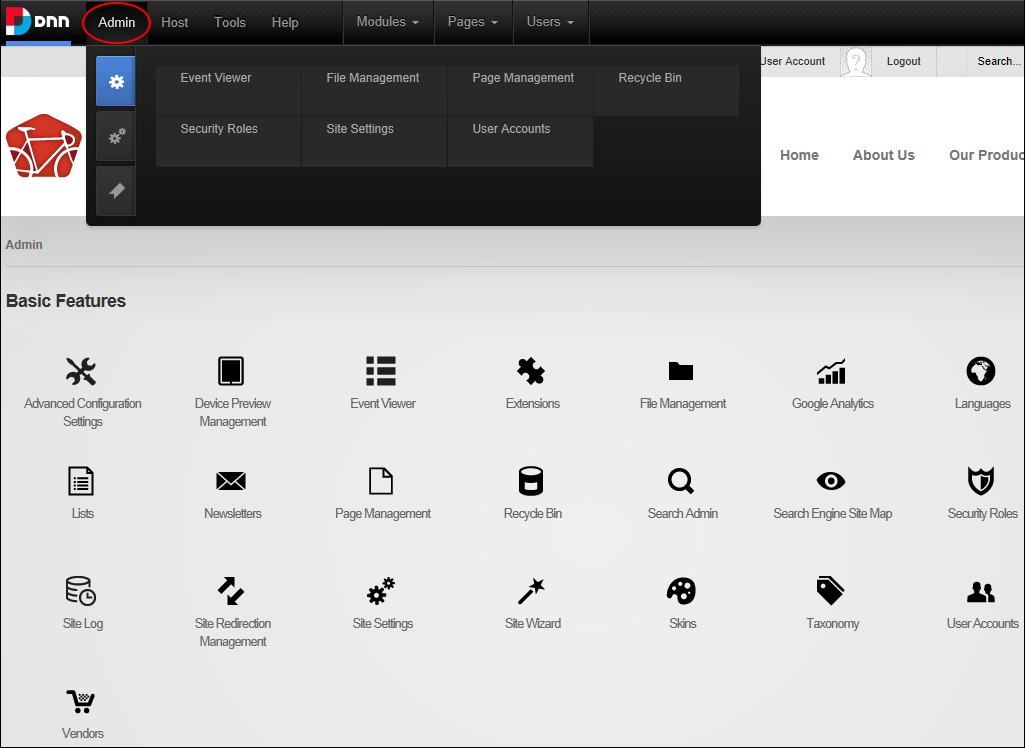 DNN Admin Host Tools Help Modules Pages Users
User Account Logout Search...
Event Viewer File Management Page Management Recycle Bin
Security Roles Site Settings User Accounts
Home About Us Our Produc
Admin
Basic Features
Advanced Configuration Settings
Device Preview Management
Event Viewer
Extensions
File Management
Google Analytics
Languages
Lists
Newsletters
Page Management
Recycle Bin
Search Admin
Search Engine Site Map
Security Roles
Site Log
Site Redirection Management
Site Settings
Site Wizard
Skins
Taxonomy
User Accounts
Vendors